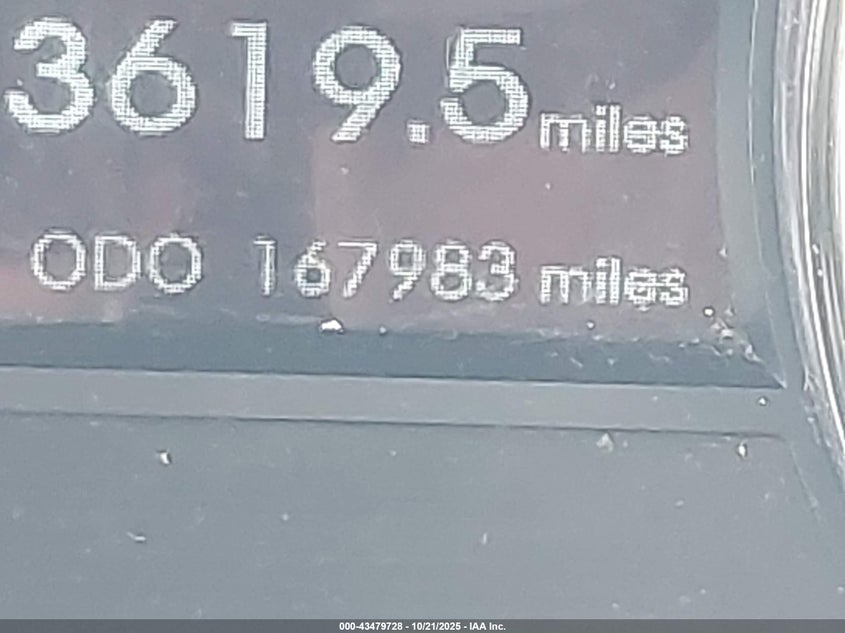 3619.5 miles
ODO 167983 miles
000-43479728 - 10/21/2025 - IAA Inc.